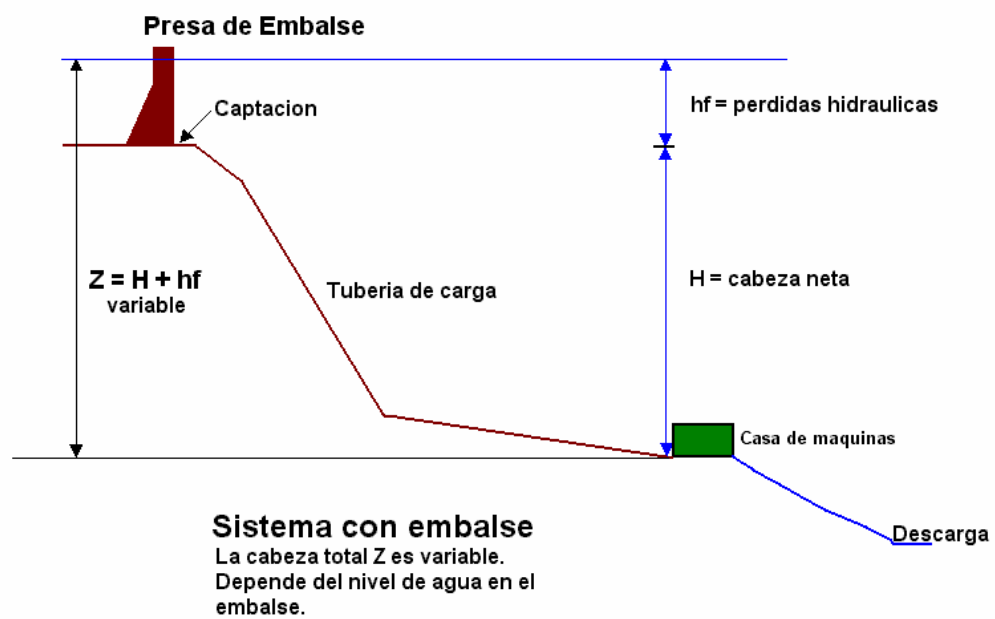 Presa de Embalse
Captacion
hf = perdidas hidraulicas
Z = H + hf
variable
Tuberia de carga
H = cabeza neta
Casa de maquinas
Descarga
Sistema con embalse
La cabeza total Z es variable.
Depende del nivel de agua en el
embalse.